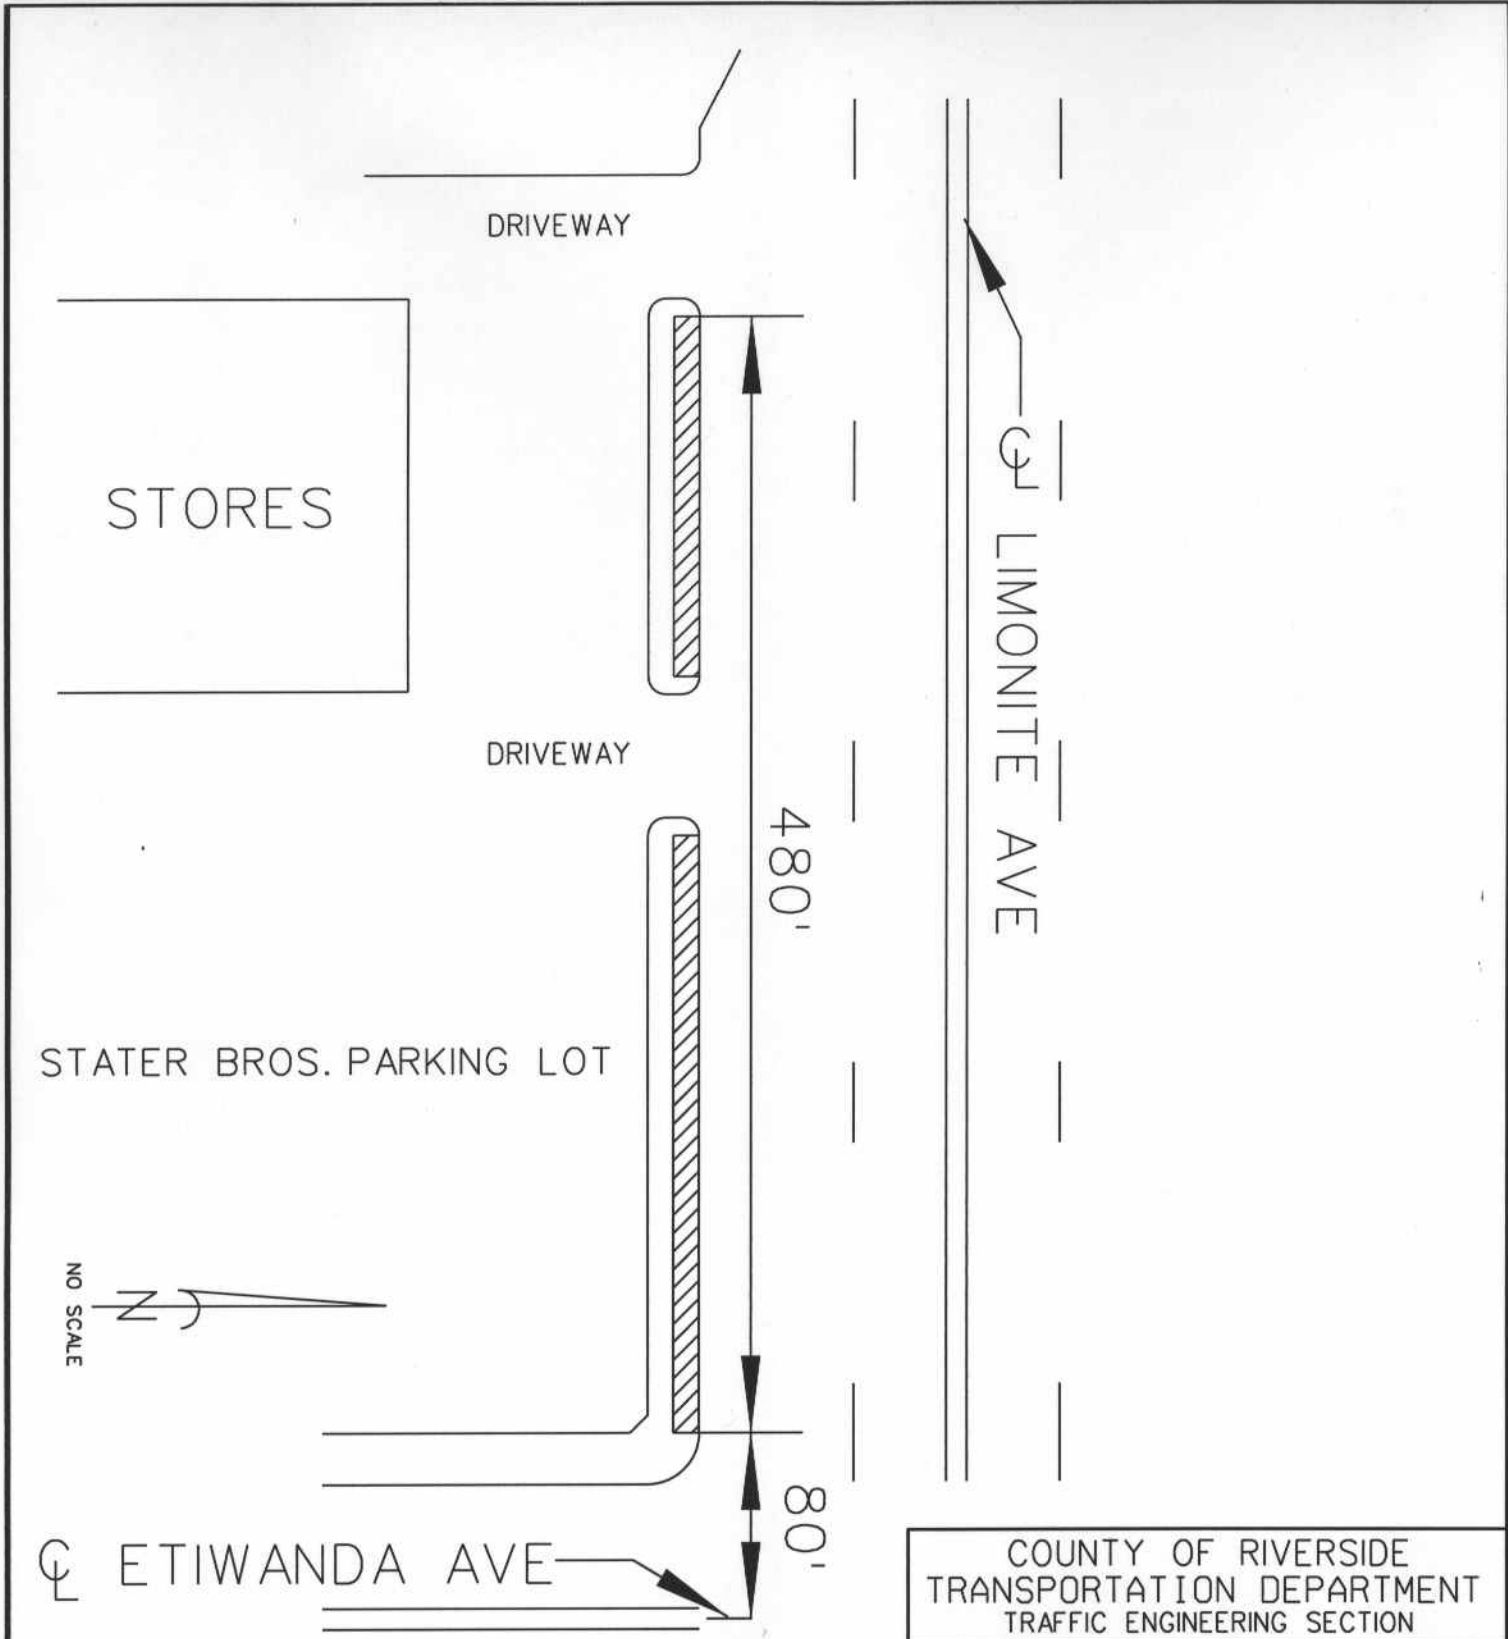 DRIVEWAY
STORES
DRIVEWAY
℄ LIMONITE AVE
480'
STATER BROS. PARKING LOT
N
NO SCALE
80'
℄ ETIWANDA AVE
COUNTY OF RIVERSIDE
TRANSPORTATION DEPARTMENT
TRAFFIC ENGINEERING SECTION